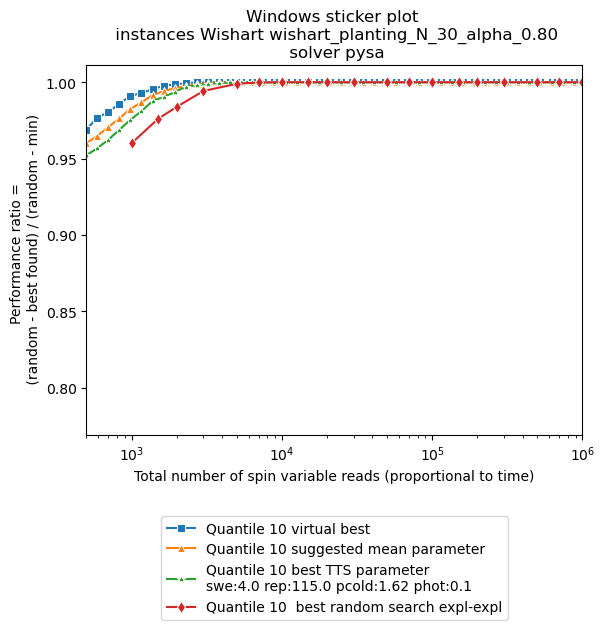 Windows sticker plot
instances Wishart wishart_planting_N_30_alpha_0.80
solver pysa
Performance ratio =
(random - best found) / (random - min)
1.00
0.95
0.90
0.85
0.80
10³
10⁴
10⁵
10⁶
Total number of spin variable reads (proportional to time)
Quantile 10 virtual best
Quantile 10 suggested mean parameter
Quantile 10 best TTS parameter
swe:4.0 rep:115.0 pcold:1.62 phot:0.1
Quantile 10  best random search expl-expl